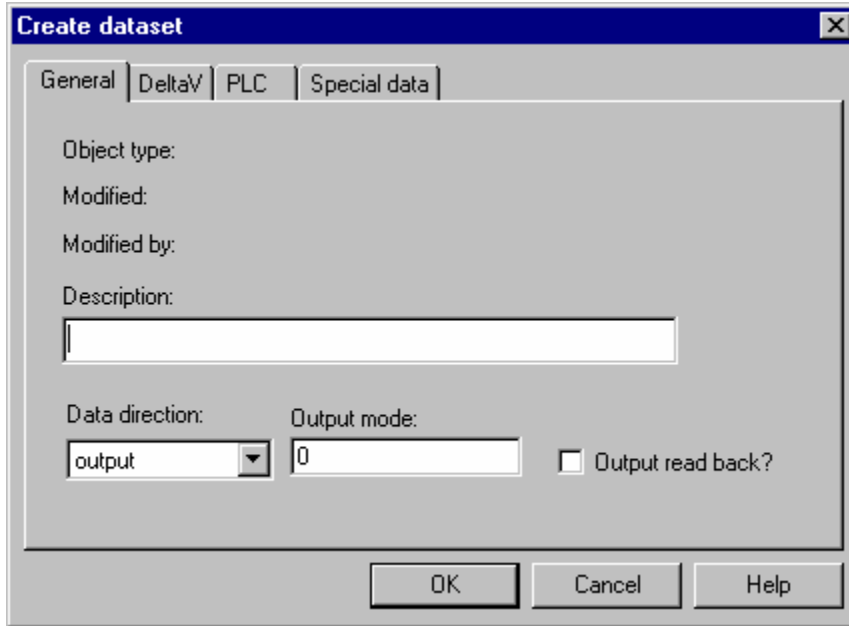 Create dataset
General DeltaV PLC Special data
Object type:
Modified:
Modified by:
Description:
Data direction: Output mode:
output 0 Output read back?
OK Cancel Help